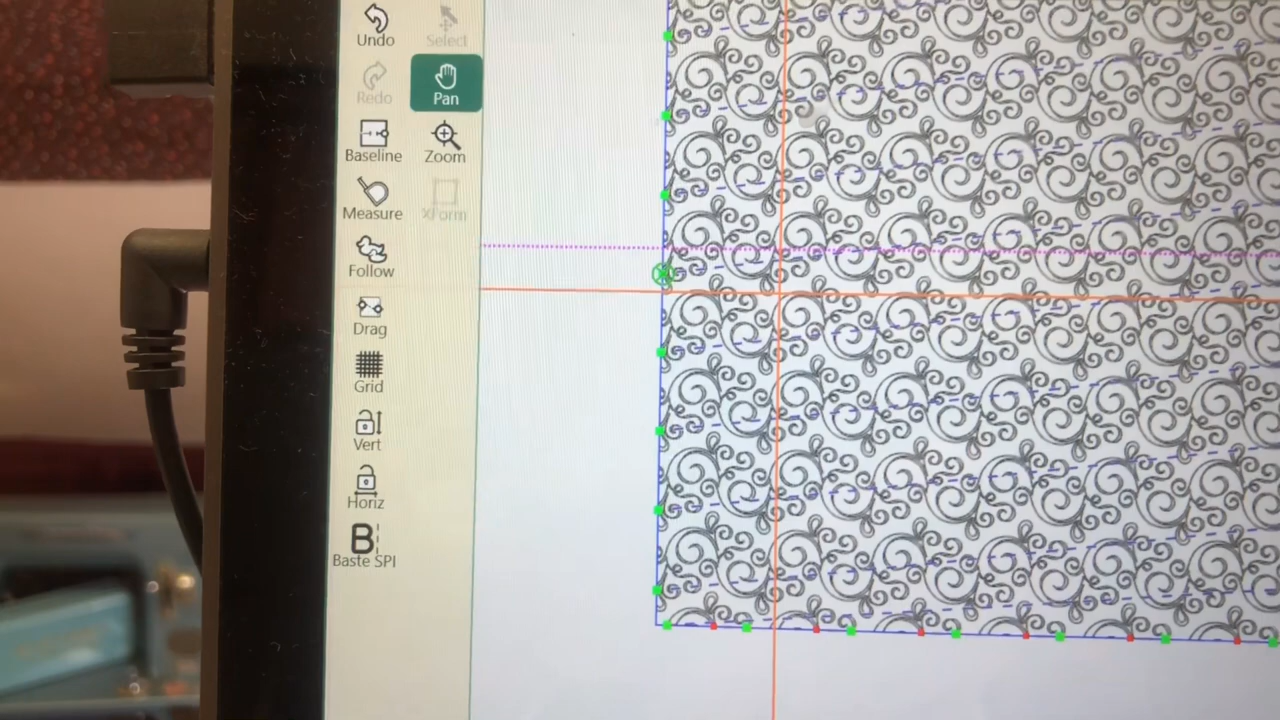 Undo
Select
Redo
Pan
Baseline
Zoom
Measure
xForm
Follow
Drag
Grid
Vert
Horiz
B
Baste SPI